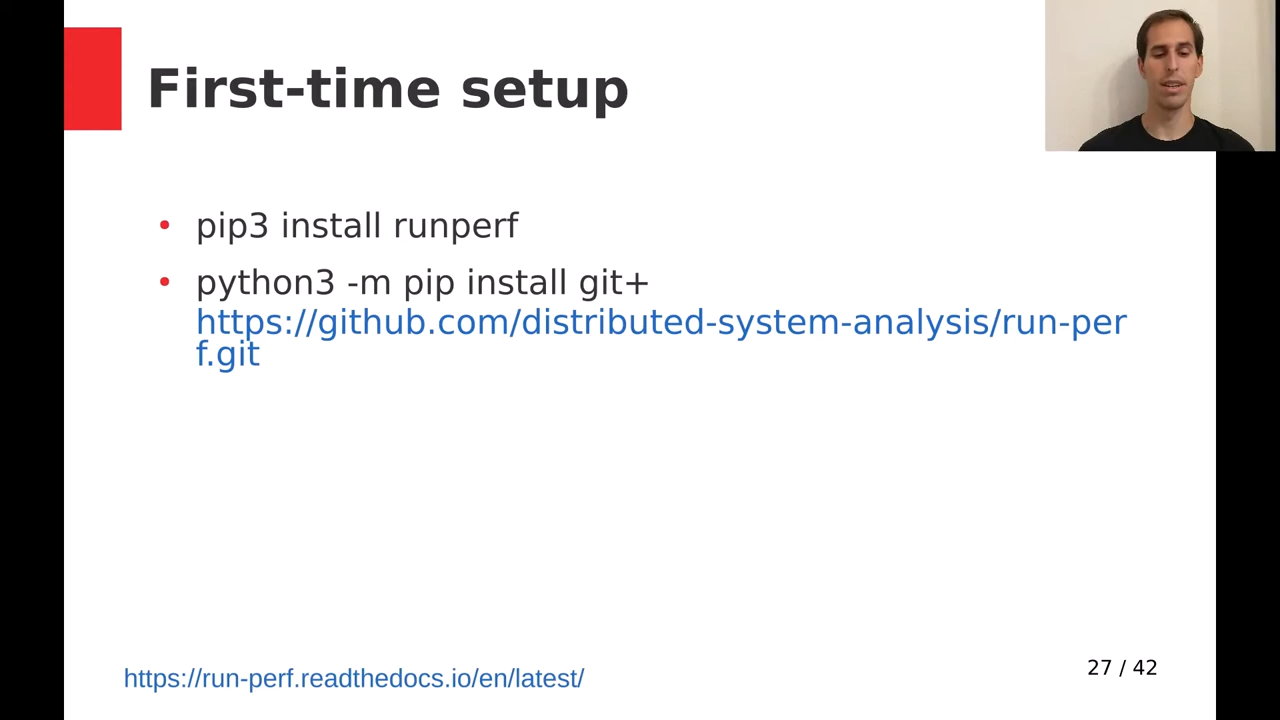 First-time setup
• pip3 install runperf
• python3 -m pip install git+
https://github.com/distributed-system-analysis/run-per
f.git
https://run-perf.readthedocs.io/en/latest/
27 / 42